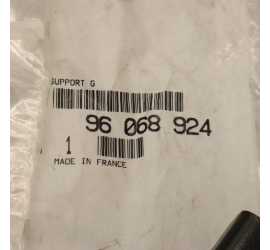 SUPPORT G
96 068 924
1
MADE IN FRANCE